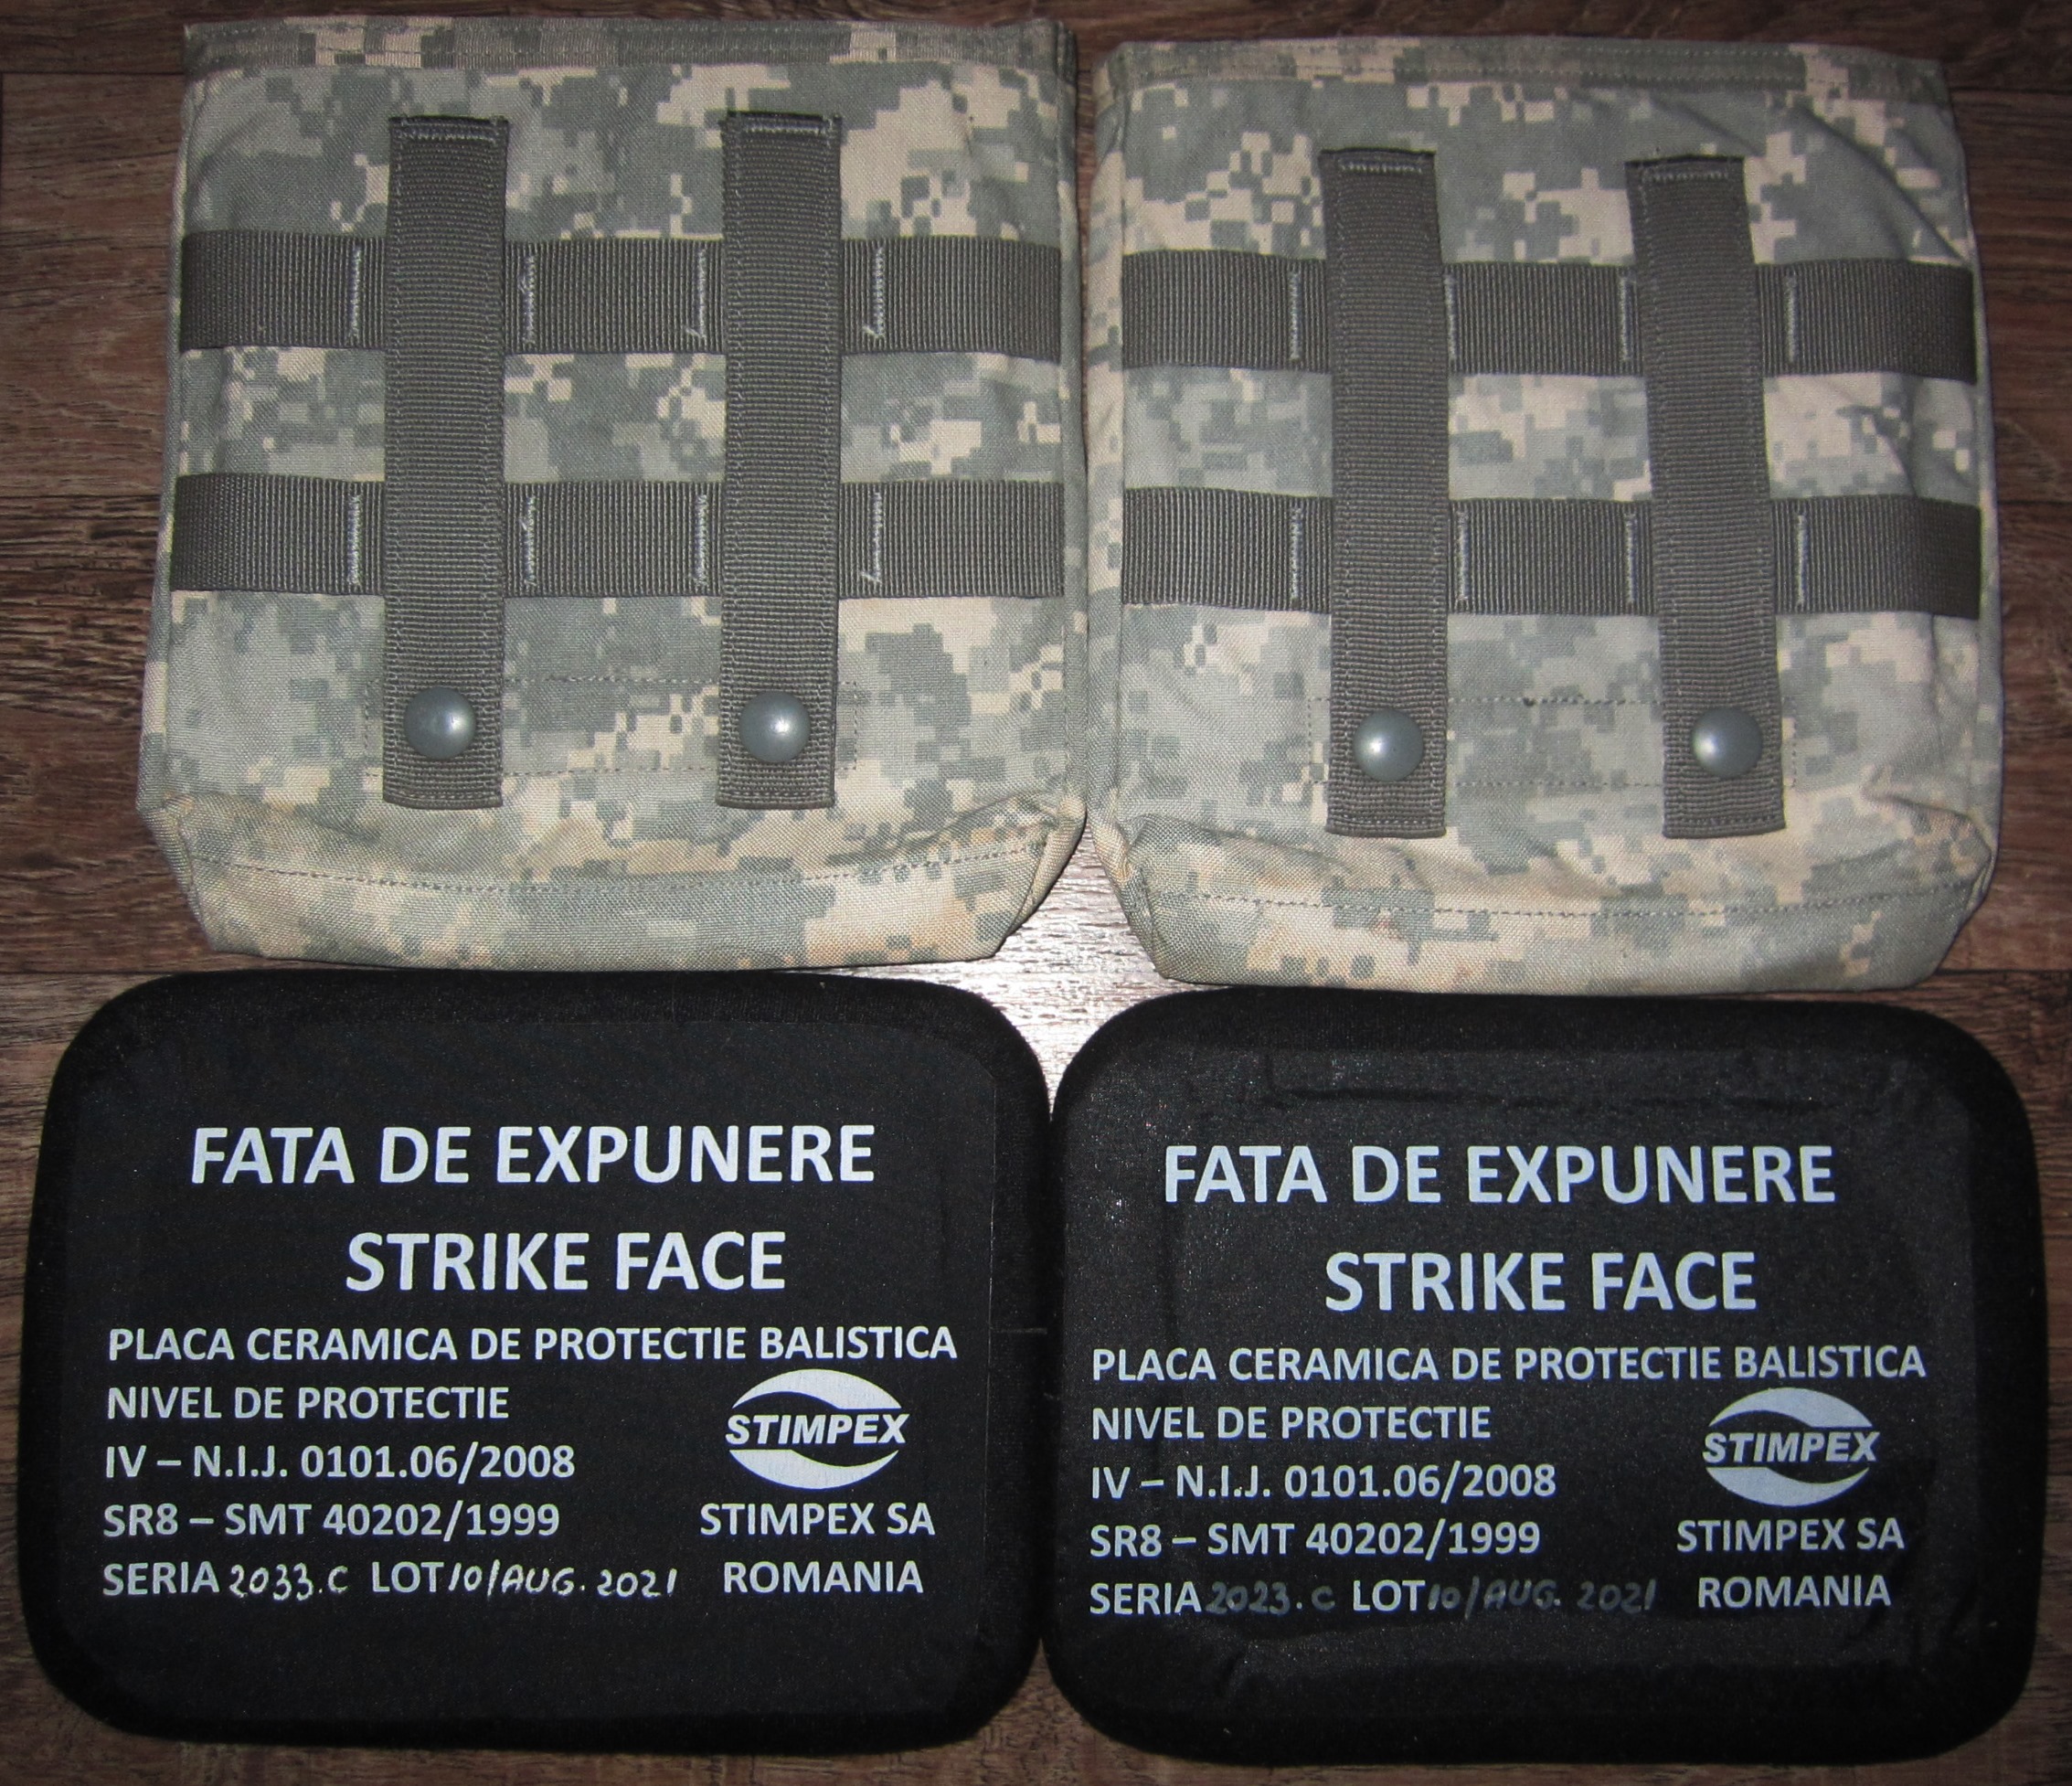 FATA DE EXPUNERE
STRIKE FACE
PLACA CERAMICA DE PROTECTIE BALISTICA
NIVEL DE PROTECTIE
IV – N.I.J. 0101.06/2008
SR8 – SMT 40202/1999
SERIA 2033.C LOT 10/AUG. 2021
STIMPEX
STIMPEX SA
ROMANIA
FATA DE EXPUNERE
STRIKE FACE
PLACA CERAMICA DE PROTECTIE BALISTICA
NIVEL DE PROTECTIE
IV – N.I.J. 0101.06/2008
SR8 – SMT 40202/1999
SERIA 2023.C LOT 10/AUG. 2021
STIMPEX
STIMPEX SA
ROMANIA